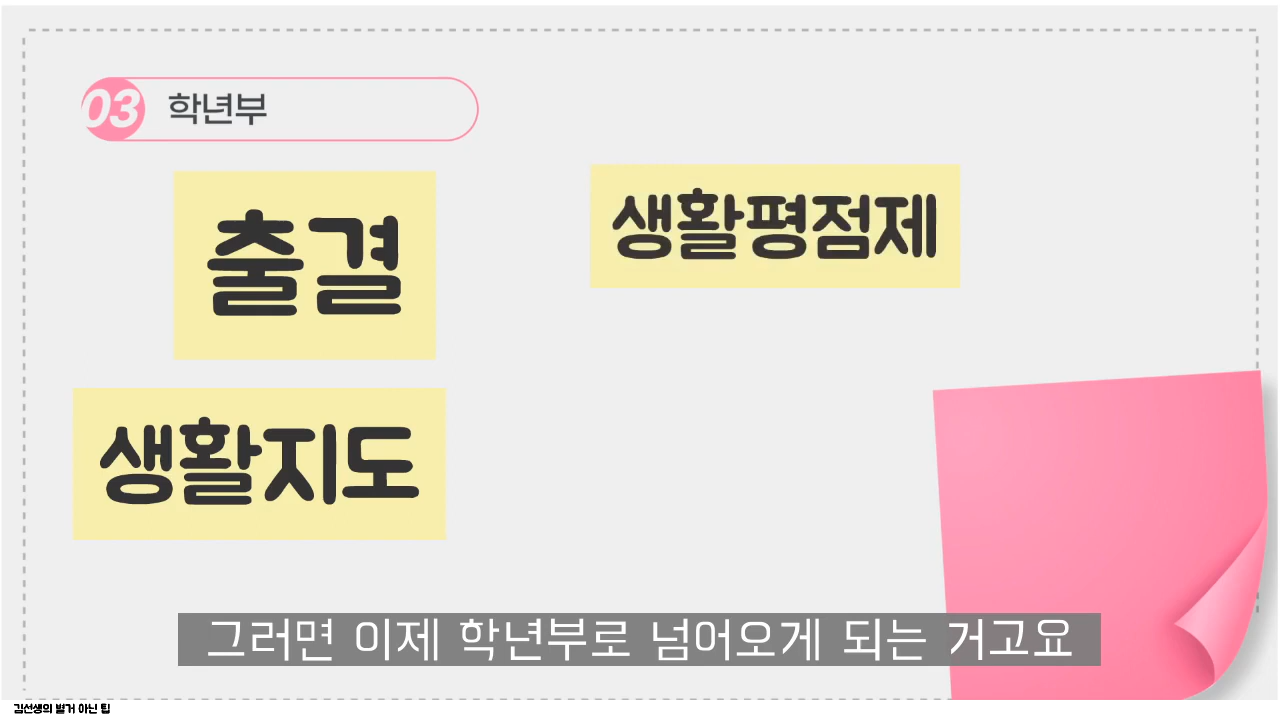 03 학년부
출결
생활평점제
생활지도
그러면 이제 학년부로 넘어오게 되는 거고요
김선생의 별거 아닌 팁